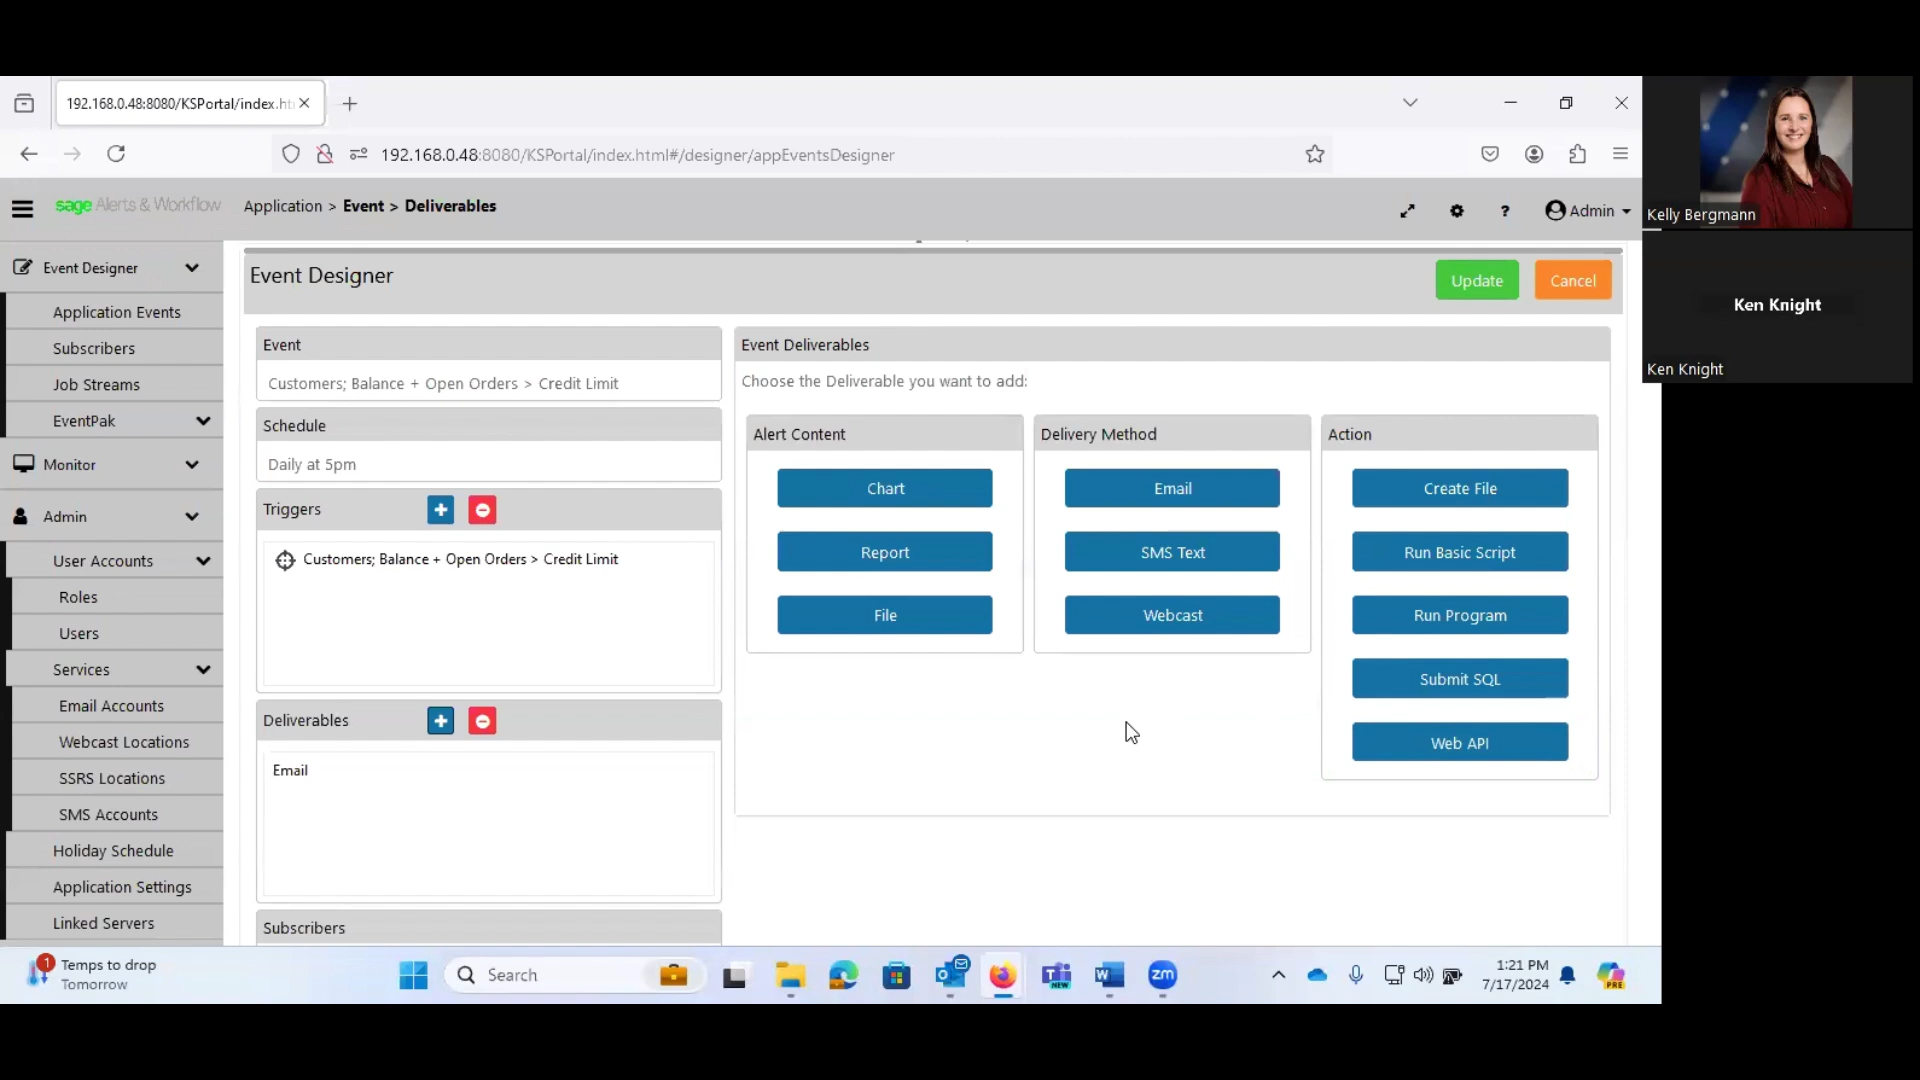 192.168.0.48:8080/KSPortal/index.ht
192.168.0.48:8080/KSPortal/index.html#/designer/appEventsDesigner
sage Alerts & Workflow
Application > Event > Deliverables
?
Admin
Event Designer
Application Events
Subscribers
Job Streams
EventPak
Monitor
Admin
User Accounts
Roles
Users
Services
Email Accounts
Webcast Locations
SSRS Locations
SMS Accounts
Holiday Schedule
Application Settings
Linked Servers
Event Designer
Update
Cancel
Event
Customers; Balance + Open Orders > Credit Limit
Schedule
Daily at 5pm
Triggers
Customers; Balance + Open Orders > Credit Limit
Deliverables
Email
Subscribers
Event Deliverables
Choose the Deliverable you want to add:
Alert Content
Chart
Report
File
Delivery Method
Email
SMS Text
Webcast
Action
Create File
Run Basic Script
Run Program
Submit SQL
Web API
Kelly Bergmann
Ken Knight
Ken Knight
1
Temps to drop
Tomorrow
Search
NEW
zm
1:21 PM
7/17/2024
PRE